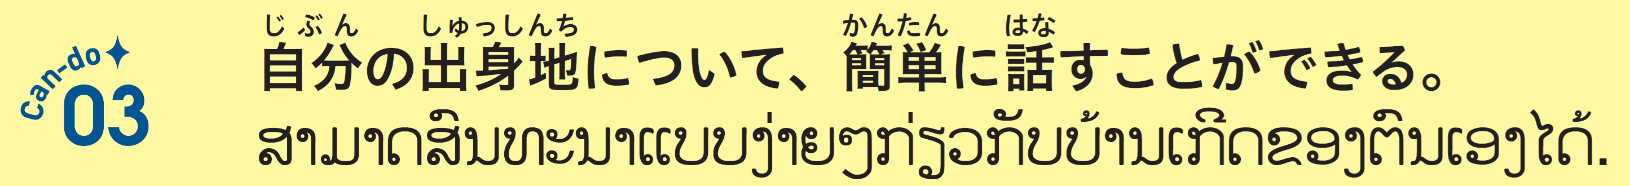 Can-do
03
じぶん しゅっしんち かんたん はな
自分の出身地について、簡単に話すことができる。
ສາມາດສົນທະນາແບບງ່າຍໆກ່ຽວກັບບ້ານເກີດຂອງຕົນເອງໄດ້.